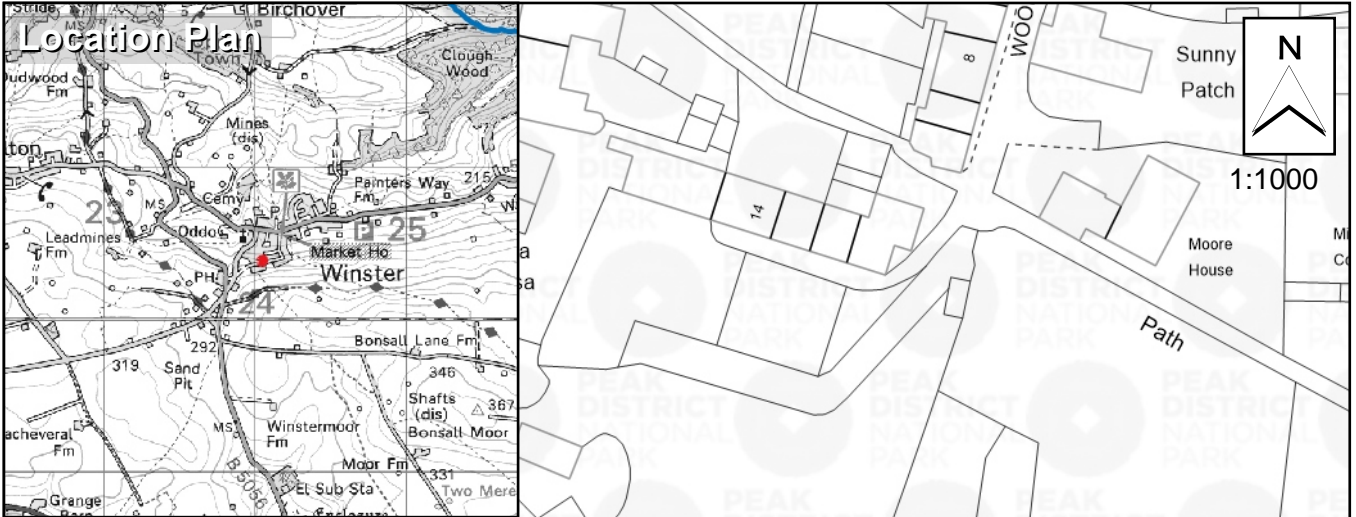 Stride
MS
Birchover
Location Plan
Town
Clough
Wood
Dudwood
Fm
Mines
(dis)
Painters Way
Fm
215
Cemy
23
MS
Oddo
P
25
Leadmines
Fm
Market Ho
Winster
PH
24
292
Bonsall Lane Fm
319
Sand
Pit
346
Shafts
(dis)
367
Bonsall Moor
MS
Winstermoor
Fm
Moor Fm
331
B 5056
El Sub Sta
Two Mere
Grange
WOO
8
Sunny
Patch
N
1:1000
14
Moore
House
Path
PEAK
DISTRICT
NATIONAL
PARK